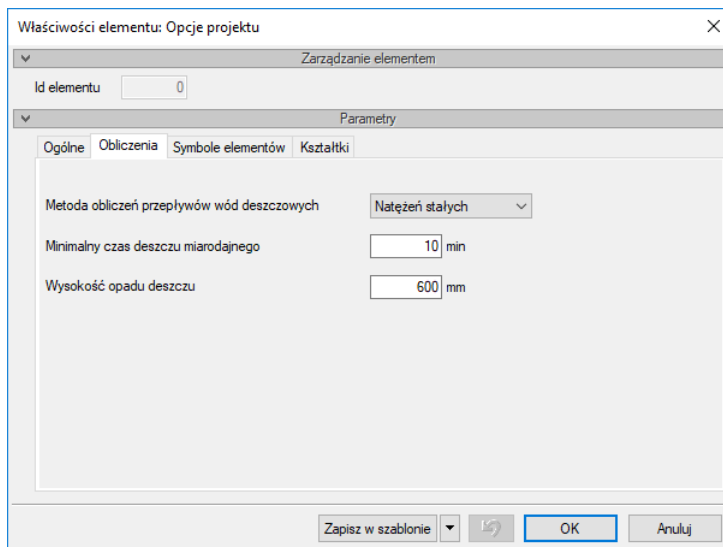 Właściwości elementu: Opcje projektu
Zarządzanie elementem
Id elementu 0
Parametry
Ogólne Obliczenia Symbole elementów Kształtki
Metoda obliczeń przepływów wód deszczowych Natężeń stałych
Minimalny czas deszczu miarodajnego 10 min
Wysokość opadu deszczu 600 mm
Zapisz w szablonie OK Anuluj